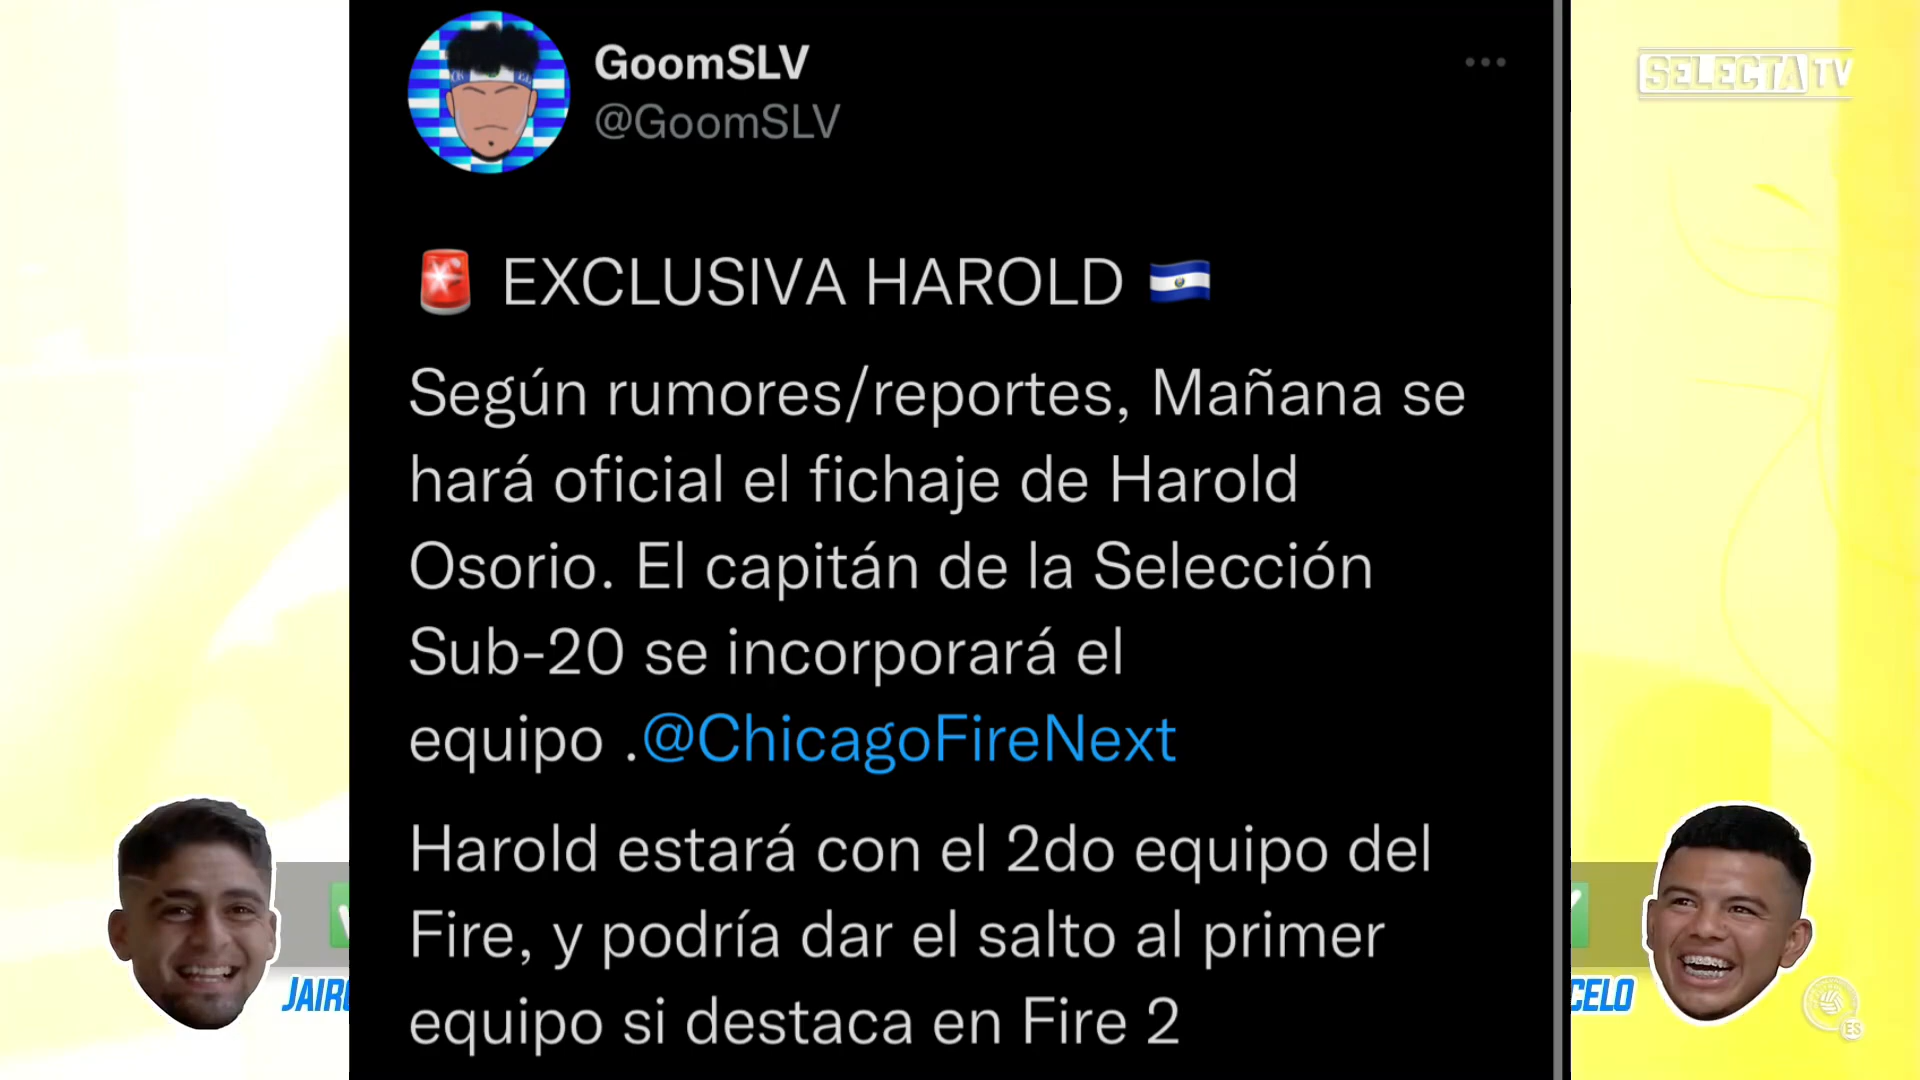 GoomSLV
@GoomSLV
SELECTA TV
EXCLUSIVA HAROLD
Según rumores/reportes, Mañana se
hará oficial el fichaje de Harold
Osorio. El capitán de la Selección
Sub-20 se incorporará el
equipo .@ChicagoFireNext
Harold estará con el 2do equipo del
Fire, y podría dar el salto al primer
equipo si destaca en Fire 2
JAIRO
CELO
ES